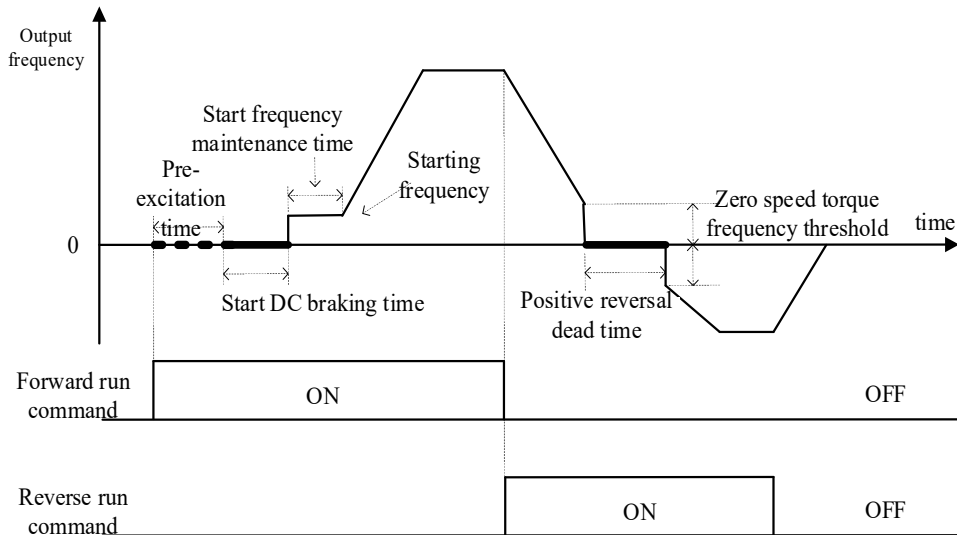 Output
frequency
Start frequency
maintenance time
Pre-
excitation
time
Starting
frequency
Zero speed torque
frequency threshold
time
0
Start DC braking time
Positive reversal
dead time
Forward run
command
ON
OFF
Reverse run
command
ON
OFF